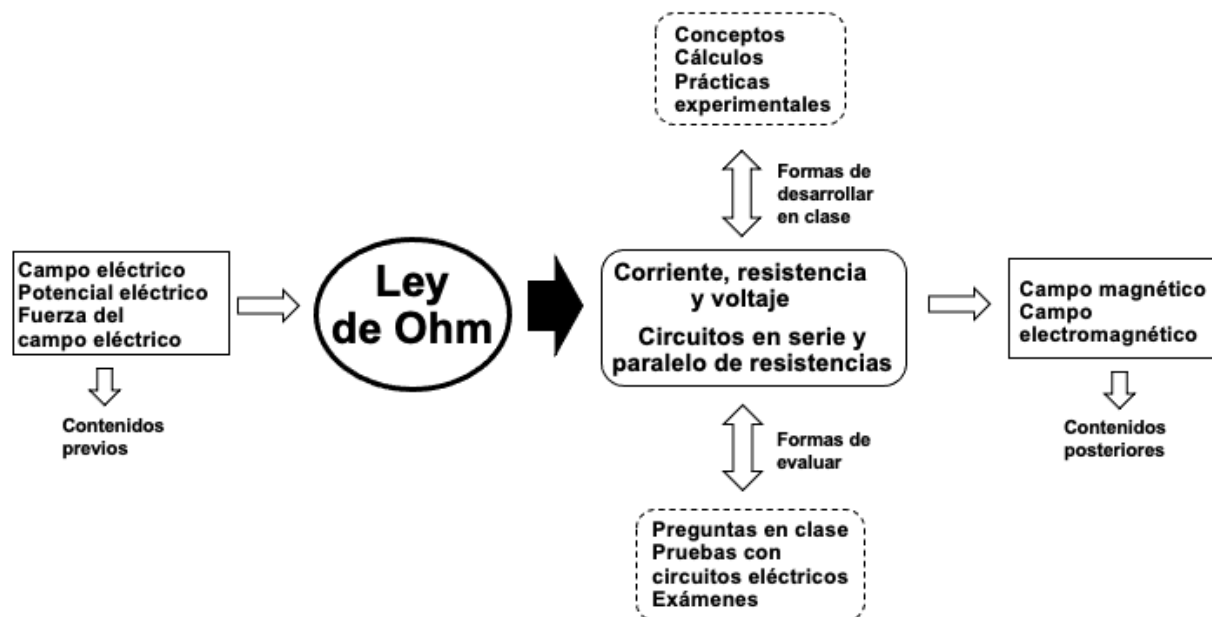 Conceptos
Cálculos
Prácticas
experimentales
Formas de
desarrollar
en clase
Campo eléctrico
Potencial eléctrico
Fuerza del
campo eléctrico
Ley
de Ohm
Corriente, resistencia
y voltaje
Circuitos en serie y
paralelo de resistencias
Campo magnético
Campo
electromagnético
Contenidos
previos
Formas de
evaluar
Contenidos
posteriores
Preguntas en clase
Pruebas con
circuitos eléctricos
Exámenes